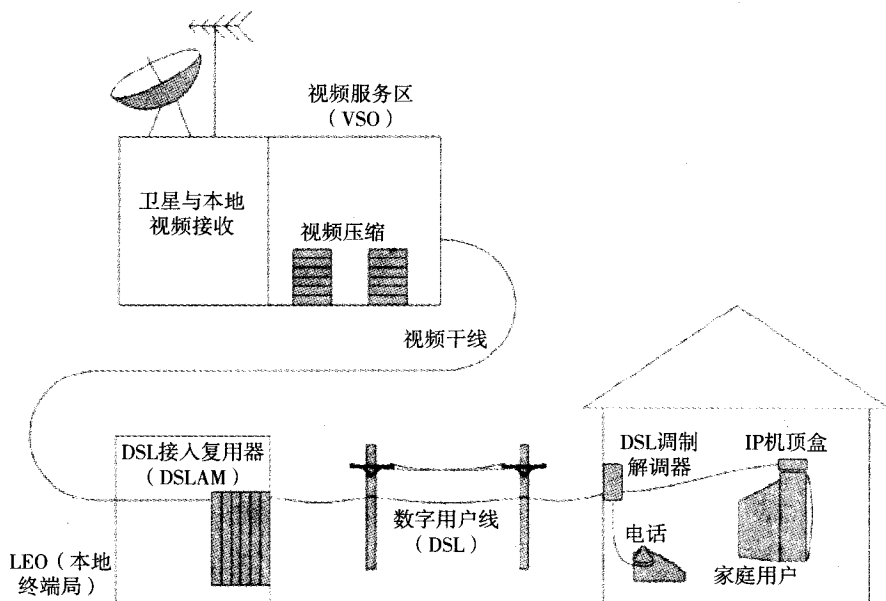 视频服务区
（VSO）
卫星与本地
视频接收
视频压缩
视频干线
DSL接入复用器
（DSLAM）
LEO（本地
终端局）
数字用户线
（DSL）
DSL调制
解调器
IP机顶盒
电话
家庭用户